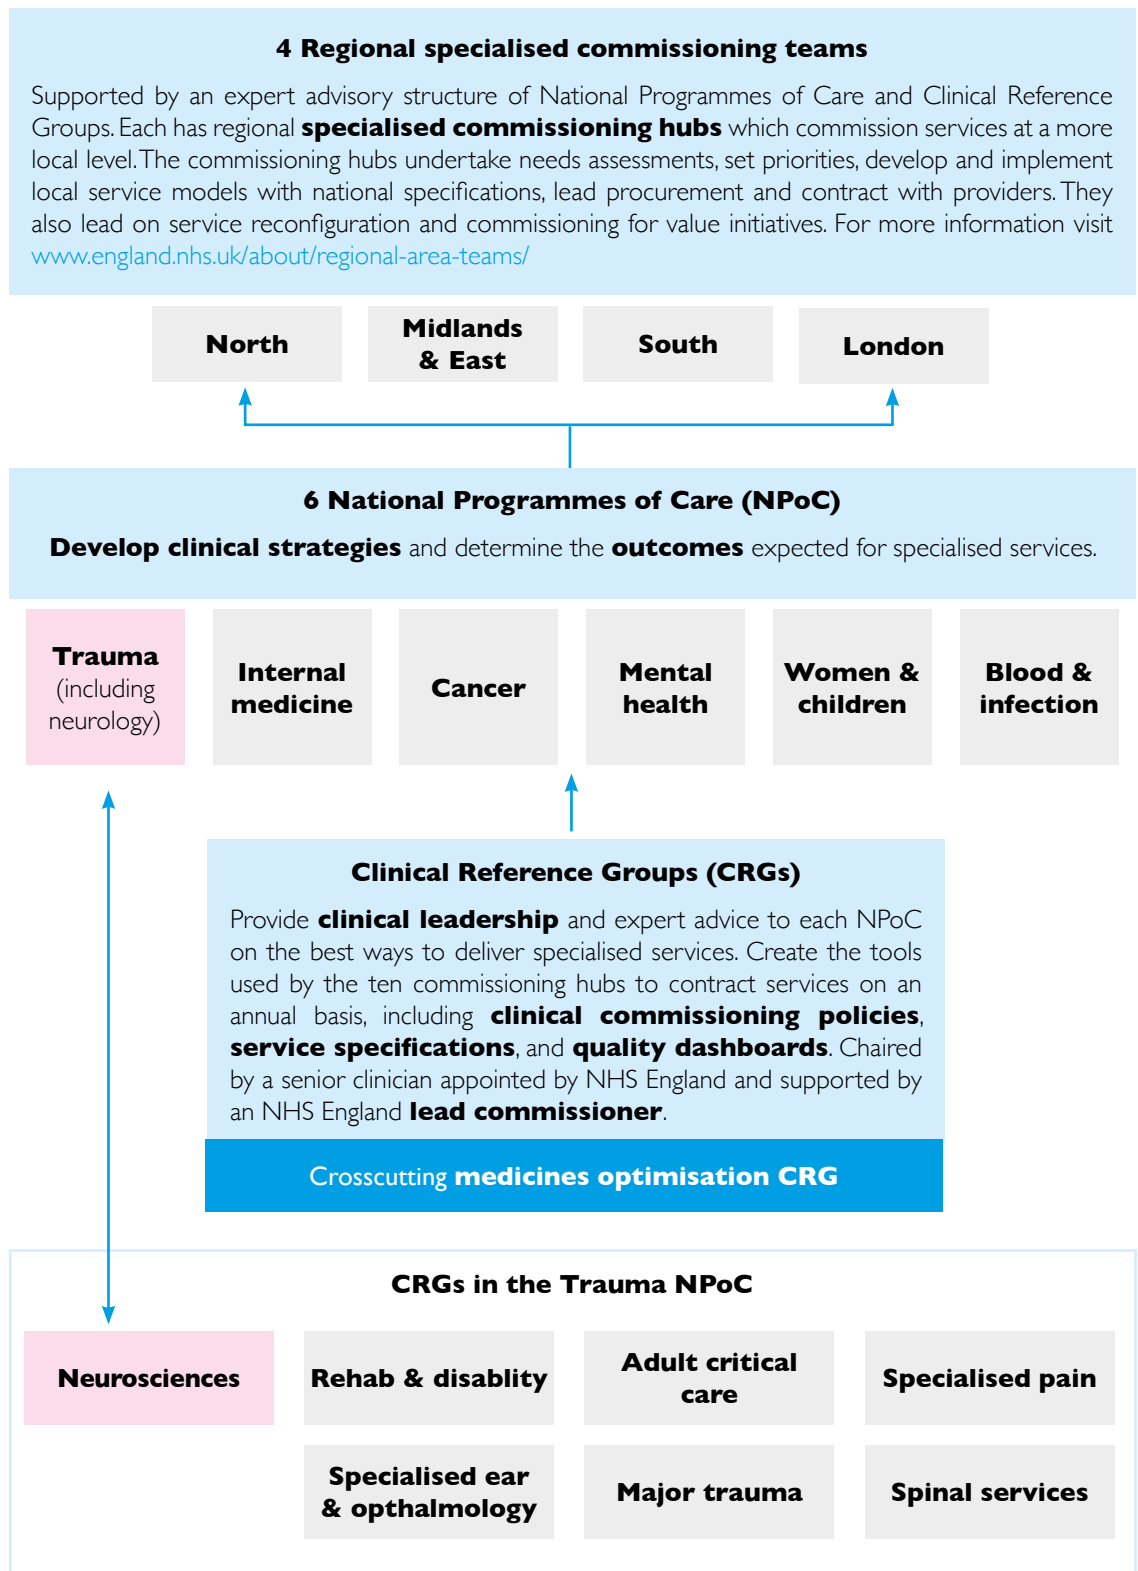 4 Regional specialised commissioning teams
Supported by an expert advisory structure of National Programmes of Care and Clinical Reference
Groups. Each has regional specialised commissioning hubs which commission services at a more
local level. The commissioning hubs undertake needs assessments, set priorities, develop and implement
local service models with national specifications, lead procurement and contract with providers. They
also lead on service reconfiguration and commissioning for value initiatives. For more information visit
www.england.nhs.uk/about/regional-area-teams/
North
Midlands
& East
South
London
6 National Programmes of Care (NPoC)
Develop clinical strategies and determine the outcomes expected for specialised services.
Trauma
(including
neurology)
Internal
medicine
Cancer
Mental
health
Women &
children
Blood &
infection
Clinical Reference Groups (CRGs)
Provide clinical leadership and expert advice to each NPoC
on the best ways to deliver specialised services. Create the tools
used by the ten commissioning hubs to contract services on an
annual basis, including clinical commissioning policies,
service specifications, and quality dashboards. Chaired
by a senior clinician appointed by NHS England and supported by
an NHS England lead commissioner.
Crosscutting medicines optimisation CRG
CRGs in the Trauma NPoC
Neurosciences
Rehab & disablity
Adult critical
care
Specialised pain
Specialised ear
& opthalmology
Major trauma
Spinal services